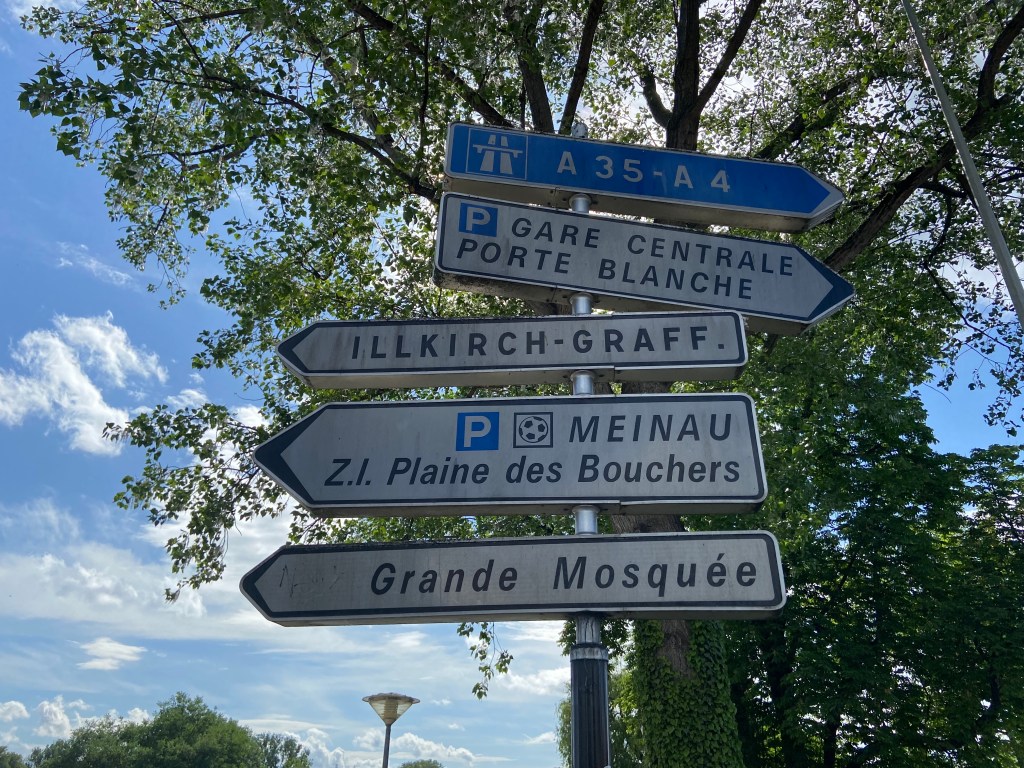 A 35-A 4
P GARE CENTRALE
PORTE BLANCHE
ILLKIRCH-GRAFF.
P MEINAU
Z.I. Plaine des Bouchers
Grande Mosquée